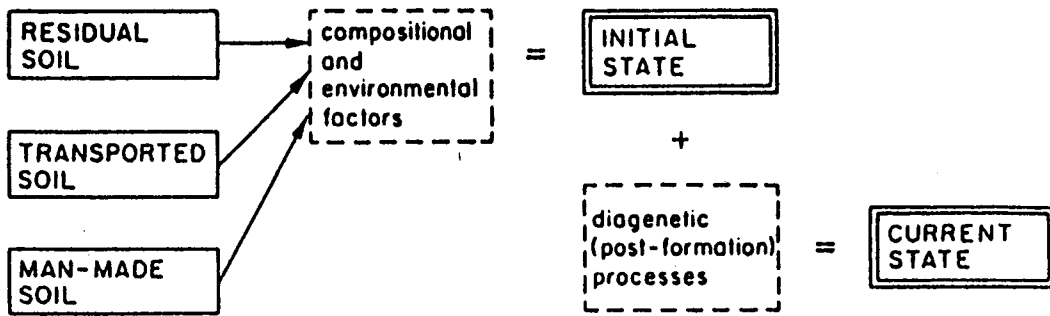 RESIDUAL
SOIL
TRANSPORTED
SOIL
MAN-MADE
SOIL
compositional
and
environmental
factors
=
INITIAL
STATE
+
diagenetic
(post-formation)
processes
=
CURRENT
STATE